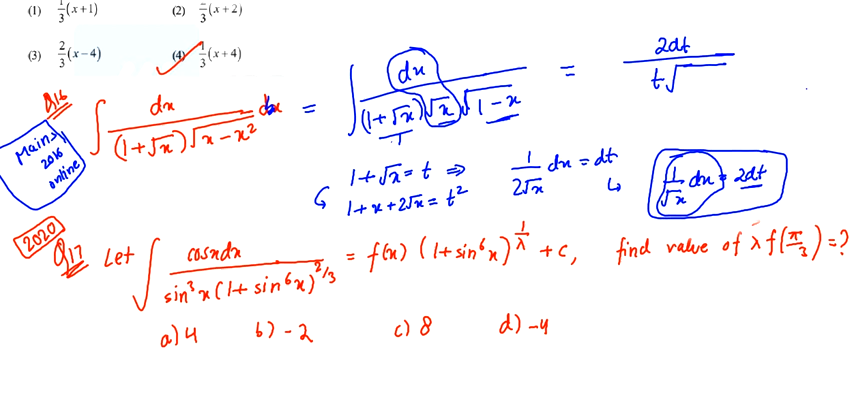 (1) 1/3 (x+1) (2) (x+2)
(3) 2/3 (x−4) (4) 1/3 (x+4)
Q16 ∫ dx / (1+√x)√x−x² dx = ∫ dx / (1+√x)√x√1−x = 2dt / t√
Mains 2016 online
1+√x = t ⇒ 1/2√x dx = dt ↳ 1/√x dx = 2dt
↳ 1+x+2√x = t²
2020
Q17 Let ∫ cosxdx / sin³x(1+sin⁶x)^2/3 = f(x) (1+sin⁶x)^1/λ + c, find value of λf(π/3)=?
a) 4 b) −2 c) 8 d) −4